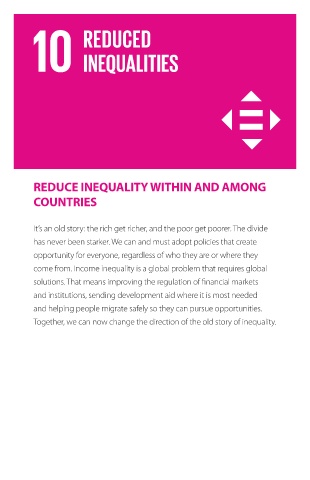 10 REDUCED
INEQUALITIES
REDUCE INEQUALITY WITHIN AND AMONG
COUNTRIES
It's an old story: the rich get richer, and the poor get poorer. The divide
has never been starker. We can and must adopt policies that create
opportunity for everyone, regardless of who they are or where they
come from. Income inequality is a global problem that requires global
solutions. That means improving the regulation of financial markets
and institutions, sending development aid where it is most needed
and helping people migrate safely so they can pursue opportunities.
Together, we can now change the direction of the old story of inequality.